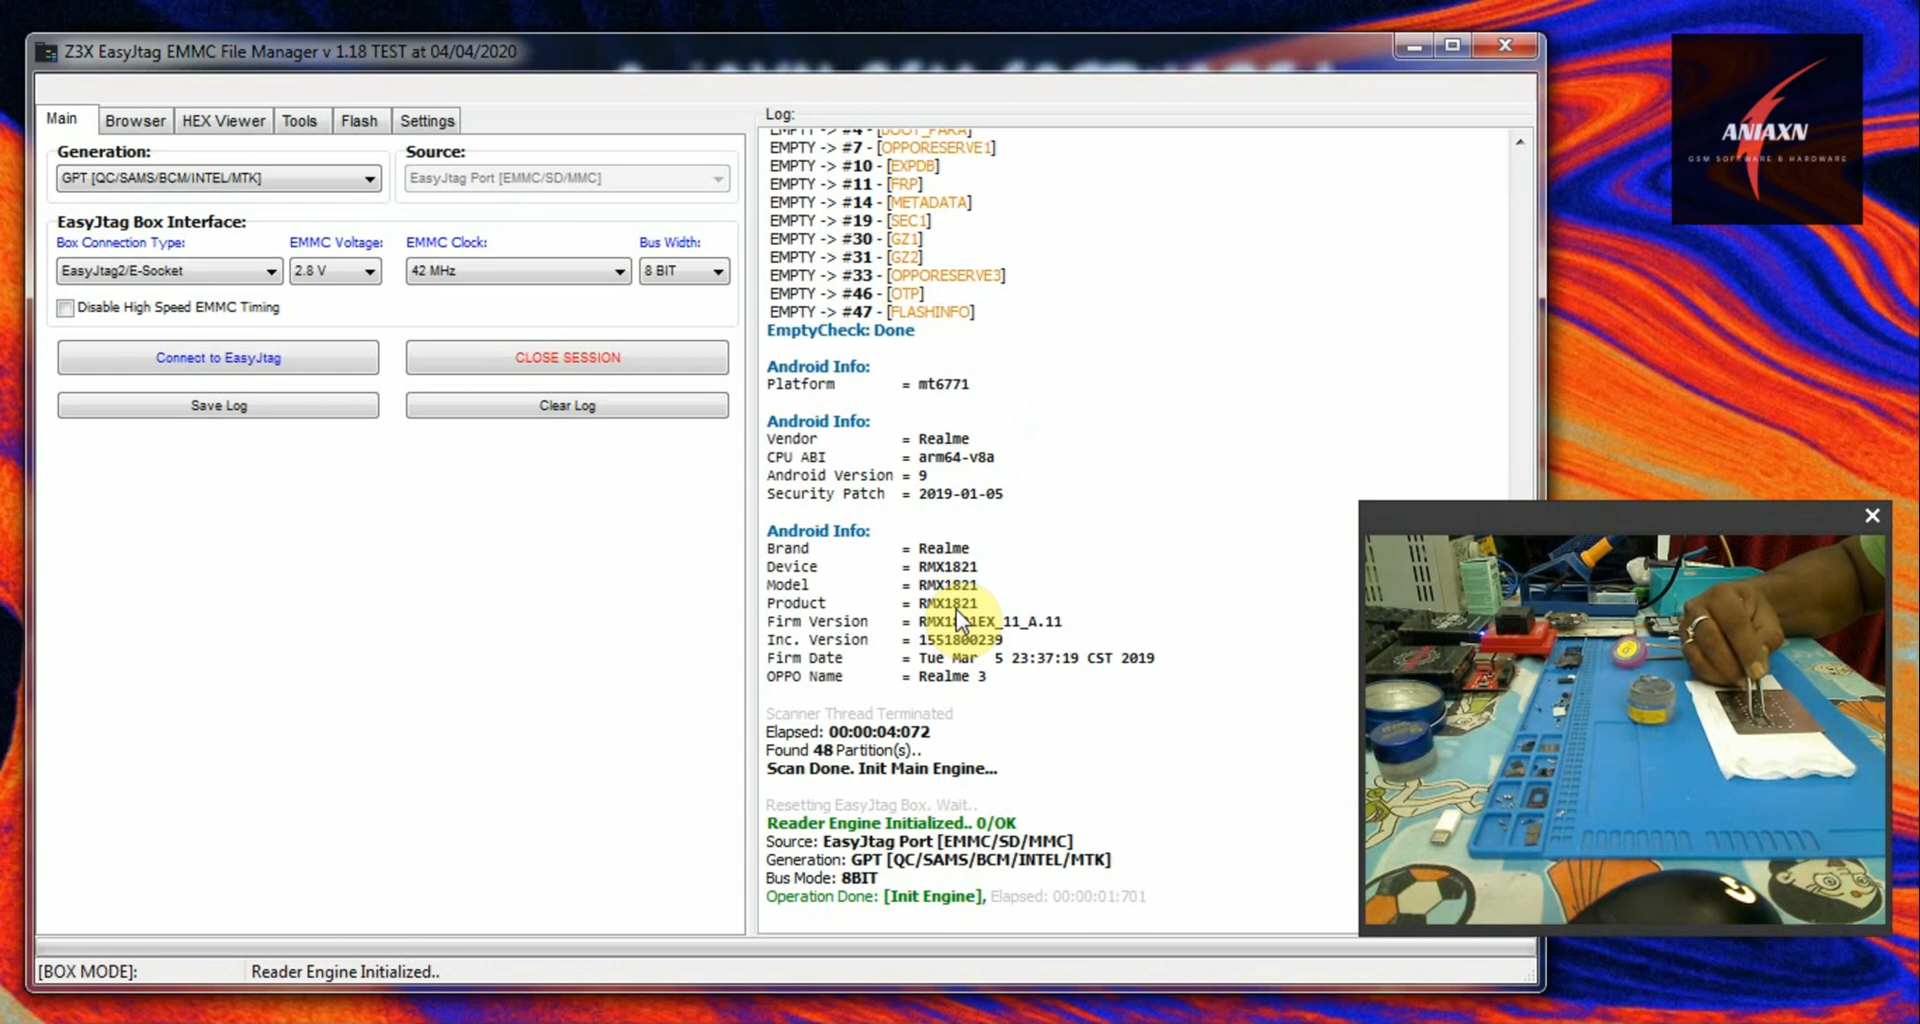 Z3X EasyJtag EMMC File Manager v 1.18 TEST at 04/04/2020
Main
Browser
HEX Viewer
Tools
Flash
Settings
Generation:
GPT [QC/SAMS/BCM/INTEL/MTK]
Source:
EasyJtag Port [EMMC/SD/MMC]
EasyJtag Box Interface:
Box Connection Type:
EMMC Voltage:
EMMC Clock:
Bus Width:
EasyJtag2/E-Socket
2.8 V
42 MHz
8 BIT
Disable High Speed EMMC Timing
Connect to EasyJtag
CLOSE SESSION
Save Log
Clear Log
Log:
EMPTY -> #4 - [BOOT_PARA]
EMPTY -> #7 - [OPPORESERVE1]
EMPTY -> #10 - [EXPDB]
EMPTY -> #11 - [FRP]
EMPTY -> #14 - [METADATA]
EMPTY -> #19 - [SEC1]
EMPTY -> #30 - [GZ1]
EMPTY -> #31 - [GZ2]
EMPTY -> #33 - [OPPORESERVE3]
EMPTY -> #46 - [OTP]
EMPTY -> #47 - [FLASHINFO]
EmptyCheck: Done
Android Info:
Platform = mt6771
Android Info:
Vendor = Realme
CPU ABI = arm64-v8a
Android Version = 9
Security Patch = 2019-01-05
Android Info:
Brand = Realme
Device = RMX1821
Model = RMX1821
Product = RMX1821
Firm Version = RMX1821EX_11_A.11
Inc. Version = 1551800239
Firm Date = Tue Mar 5 23:37:19 CST 2019
OPPO Name = Realme 3
Scanner Thread Terminated
Elapsed: 00:00:04:072
Found 48 Partition(s)..
Scan Done. Init Main Engine...
Resetting EasyJtag Box. Wait..
Reader Engine Initialized.. 0/OK
Source: EasyJtag Port [EMMC/SD/MMC]
Generation: GPT [QC/SAMS/BCM/INTEL/MTK]
Bus Mode: 8BIT
Operation Done: [Init Engine], Elapsed: 00:00:01:701
[BOX MODE]:
Reader Engine Initialized..
ANIAXN
GSM SOFTWARE & HARDWARE